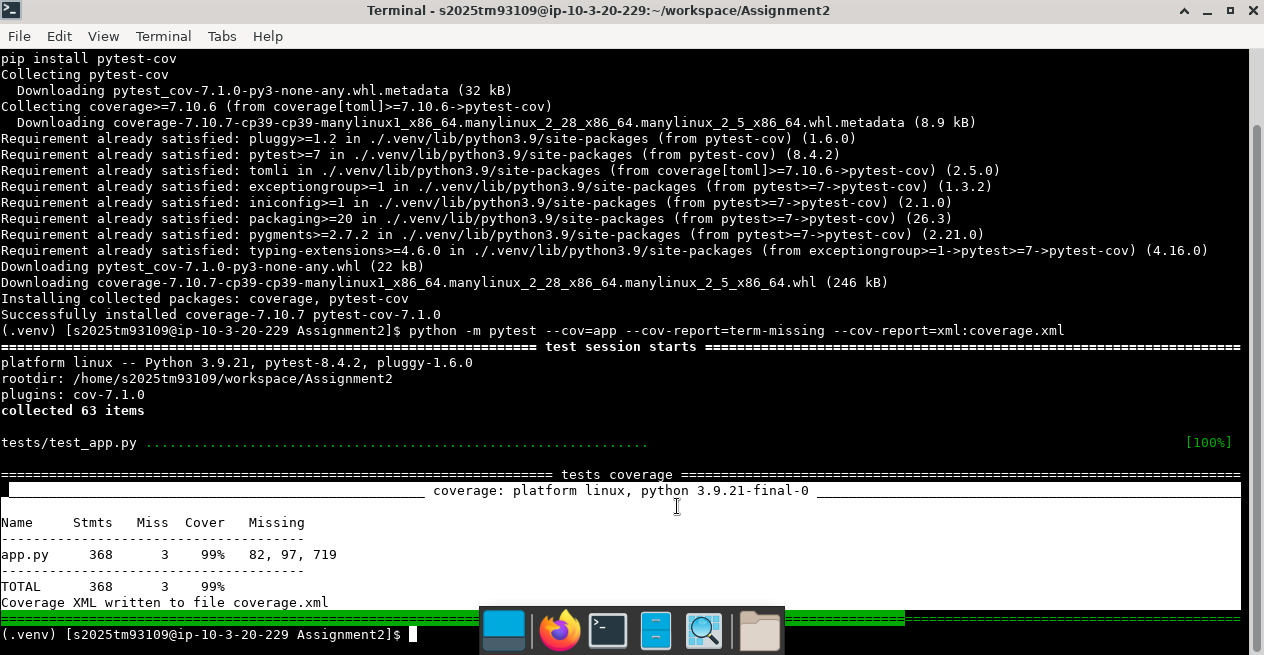 Terminal - s2025tm93109@ip-10-3-20-229:~/workspace/Assignment2
File Edit View Terminal Tabs Help
pip install pytest-cov
Collecting pytest-cov
  Downloading pytest_cov-7.1.0-py3-none-any.whl.metadata (32 kB)
Collecting coverage>=7.10.6 (from coverage[toml]>=7.10.6->pytest-cov)
  Downloading coverage-7.10.7-cp39-cp39-manylinux1_x86_64.manylinux_2_28_x86_64.manylinux_2_5_x86_64.whl.metadata (8.9 kB)
Requirement already satisfied: pluggy>=1.2 in ./.venv/lib/python3.9/site-packages (from pytest-cov) (1.6.0)
Requirement already satisfied: pytest>=7 in ./.venv/lib/python3.9/site-packages (from pytest-cov) (8.4.2)
Requirement already satisfied: tomli in ./.venv/lib/python3.9/site-packages (from coverage[toml]>=7.10.6->pytest-cov) (2.5.0)
Requirement already satisfied: exceptiongroup>=1 in ./.venv/lib/python3.9/site-packages (from pytest>=7->pytest-cov) (1.3.2)
Requirement already satisfied: iniconfig>=1 in ./.venv/lib/python3.9/site-packages (from pytest>=7->pytest-cov) (2.1.0)
Requirement already satisfied: packaging>=20 in ./.venv/lib/python3.9/site-packages (from pytest>=7->pytest-cov) (26.3)
Requirement already satisfied: pygments>=2.7.2 in ./.venv/lib/python3.9/site-packages (from pytest>=7->pytest-cov) (2.21.0)
Requirement already satisfied: typing-extensions>=4.6.0 in ./.venv/lib/python3.9/site-packages (from exceptiongroup>=1->pytest>=7->pytest-cov) (4.16.0)
Downloading pytest_cov-7.1.0-py3-none-any.whl (22 kB)
Downloading coverage-7.10.7-cp39-cp39-manylinux1_x86_64.manylinux_2_28_x86_64.manylinux_2_5_x86_64.whl (246 kB)
Installing collected packages: coverage, pytest-cov
Successfully installed coverage-7.10.7 pytest-cov-7.1.0
(.venv) [s2025tm93109@ip-10-3-20-229 Assignment2]$ python -m pytest --cov=app --cov-report=term-missing --cov-report=xml:coverage.xml
=================================================================== test session starts ===================================================================
platform linux -- Python 3.9.21, pytest-8.4.2, pluggy-1.6.0
rootdir: /home/s2025tm93109/workspace/Assignment2
plugins: cov-7.1.0
collected 63 items
tests/test_app.py ............................................................... [100%]
===================================================================== tests coverage ======================================================================
____________________________________________________ coverage: platform linux, python 3.9.21-final-0 _____________________________________________________
Name     Stmts   Miss  Cover   Missing
--------------------------------------
app.py     368      3    99%   82, 97, 719
--------------------------------------
TOTAL      368      3    99%
Coverage XML written to file coverage.xml
(.venv) [s2025tm93109@ip-10-3-20-229 Assignment2]$